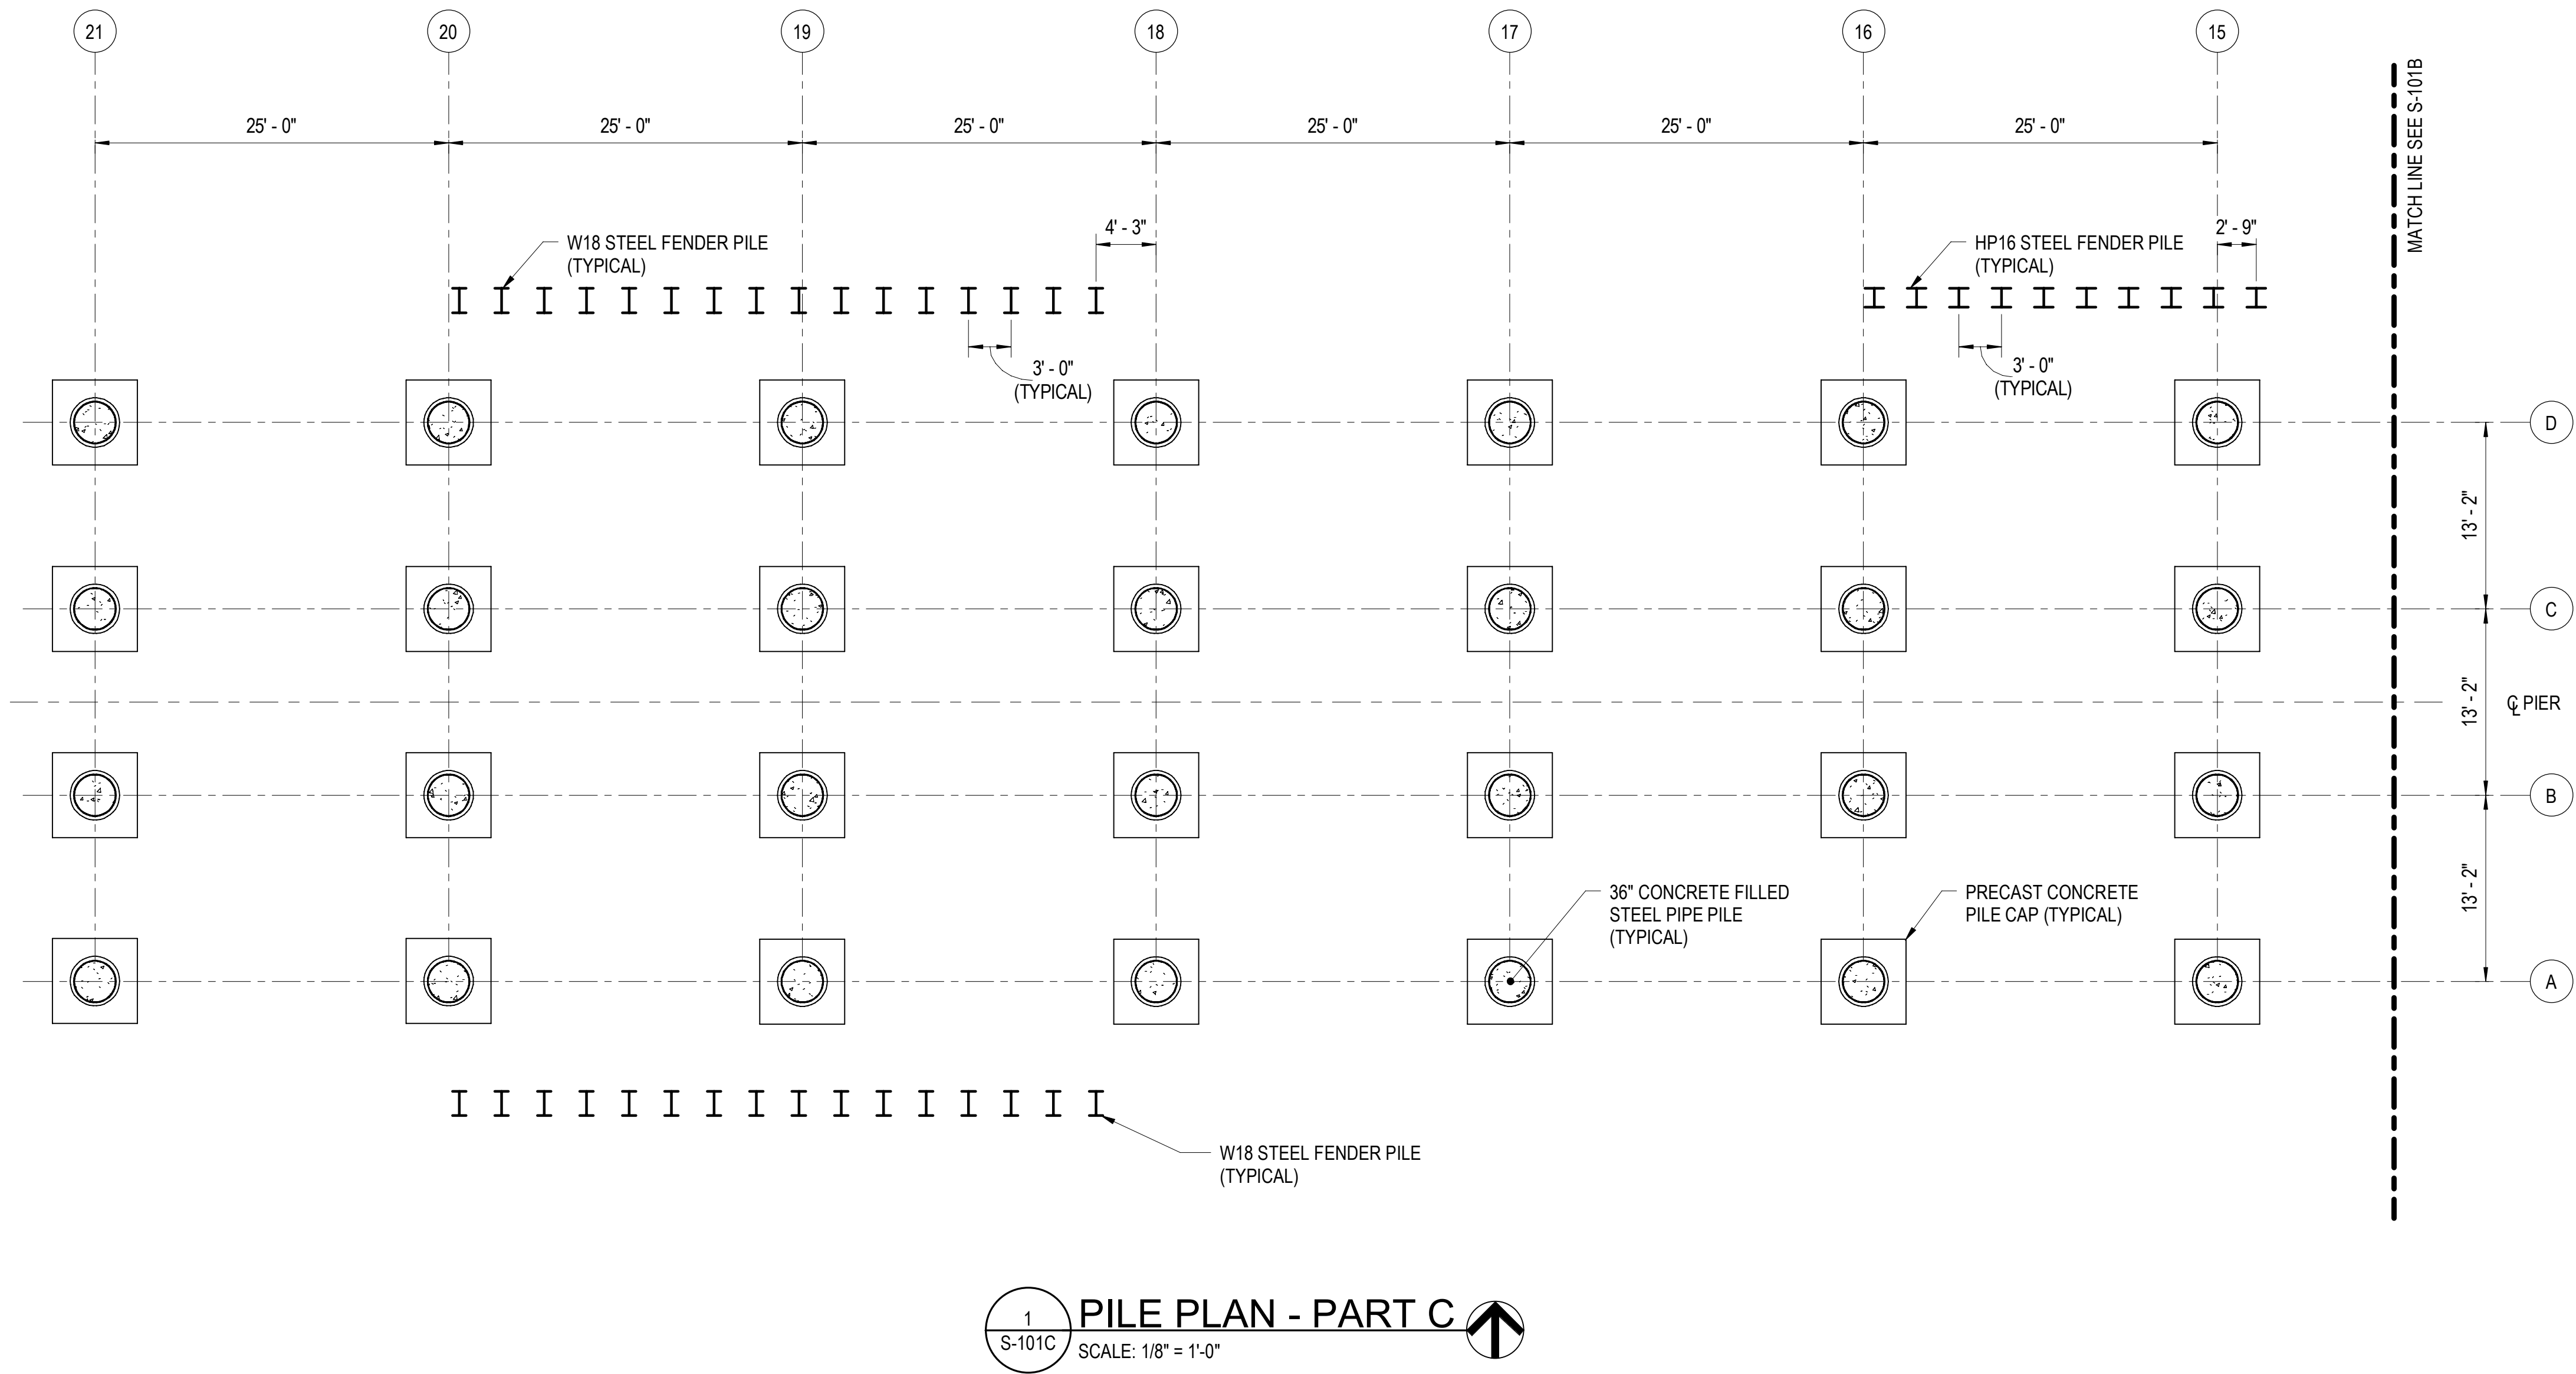 21
20
19
18
17
16
15
25' - 0"
25' - 0"
25' - 0"
25' - 0"
25' - 0"
25' - 0"
MATCH LINE SEE S-101B
4' - 3"
2' - 9"
W18 STEEL FENDER PILE
(TYPICAL)
HP16 STEEL FENDER PILE
(TYPICAL)
3' - 0"
(TYPICAL)
3' - 0"
(TYPICAL)
D
13' - 2"
C
13' - 2"
℄ PIER
B
13' - 2"
36" CONCRETE FILLED
STEEL PIPE PILE
(TYPICAL)
PRECAST CONCRETE
PILE CAP (TYPICAL)
A
W18 STEEL FENDER PILE
(TYPICAL)
1
S-101C
PILE PLAN - PART C
SCALE: 1/8" = 1'-0"